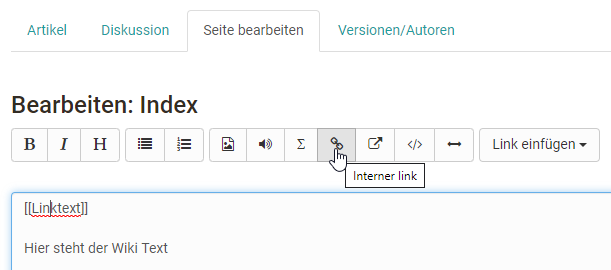 Artikel Diskussion Seite bearbeiten Versionen/Autoren
Bearbeiten: Index
B I H Σ </> Link einfügen
Interner link
[[Linktext]]
Hier steht der Wiki Text